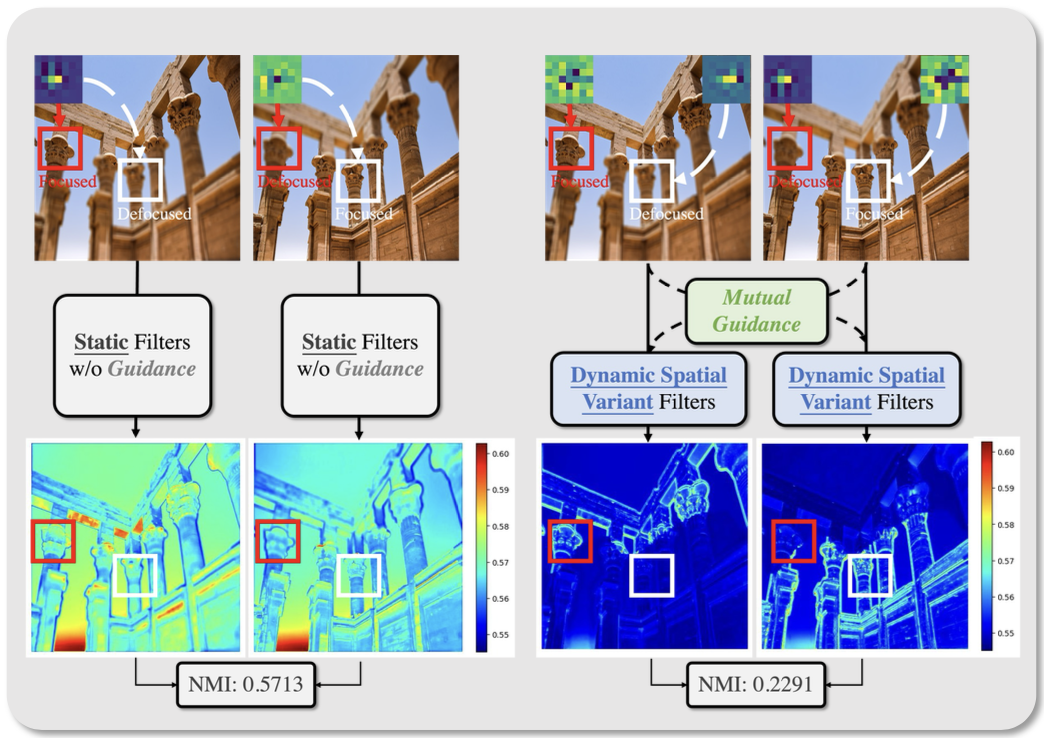 Focused
Defocused
Defocused
Focused
Focused
Defocused
Defocused
Focused
Static Filters
w/o Guidance
Static Filters
w/o Guidance
Mutual
Guidance
Dynamic Spatial
Variant Filters
Dynamic Spatial
Variant Filters
0.60
0.59
0.58
0.57
0.56
0.55
0.60
0.59
0.58
0.57
0.56
0.55
NMI: 0.5713
NMI: 0.2291